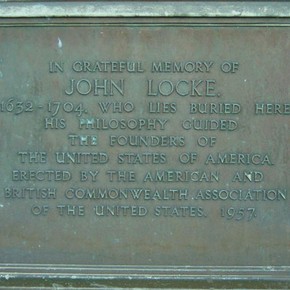 IN GRATEFUL MEMORY OF
JOHN LOCKE,
1632-1704, WHO LIES BURIED HERE
HIS PHILOSOPHY GUIDED
THE FOUNDERS OF
THE UNITED STATES OF AMERICA.
ERECTED BY THE AMERICAN AND
BRITISH COMMONWEALTH ASSOCIATION
OF THE UNITED STATES. 1957.